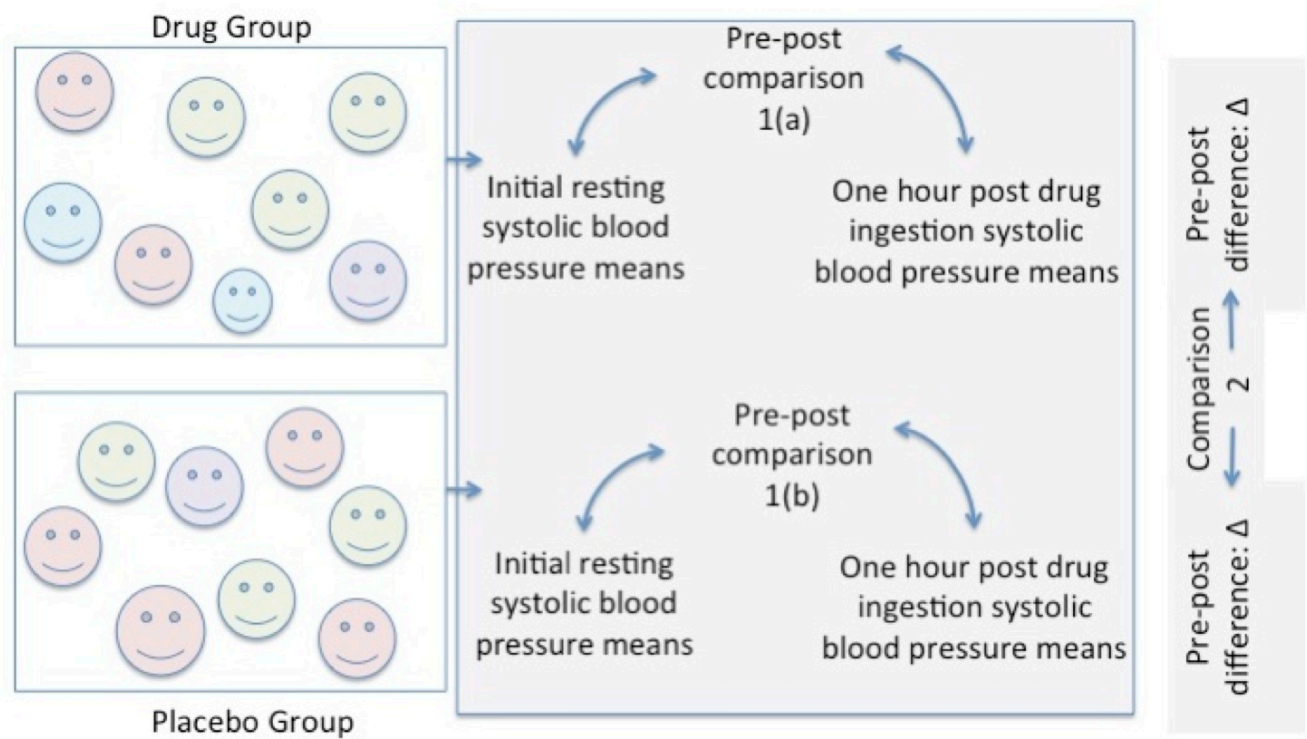 Drug Group
Pre-post
comparison
1(a)
Initial resting
systolic blood
pressure means
One hour post drug
ingestion systolic
blood pressure means
Pre-post
comparison
1(b)
Initial resting
systolic blood
pressure means
One hour post drug
ingestion systolic
blood pressure means
Placebo Group
Pre-post
difference: Δ
Comparison
2
Pre-post
difference: Δ